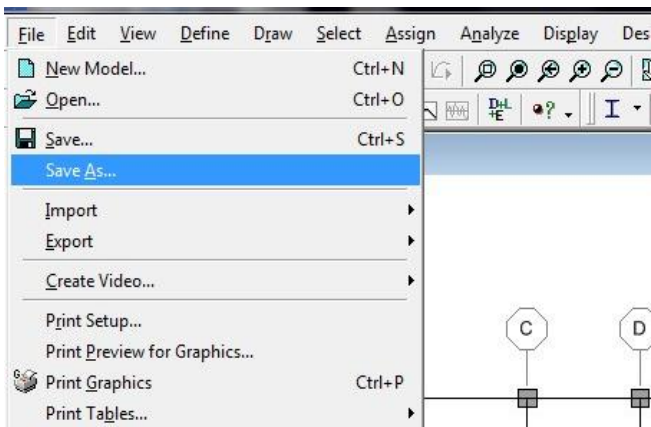 File Edit View Define Draw Select Assign Analyze Display Des
New Model... Ctrl+N
Open... Ctrl+O
D+L
+E
Save... Ctrl+S
Save As...
Import
Export
Create Video...
Print Setup...
Print Preview for Graphics...
Print Graphics Ctrl+P
Print Tables...
C D